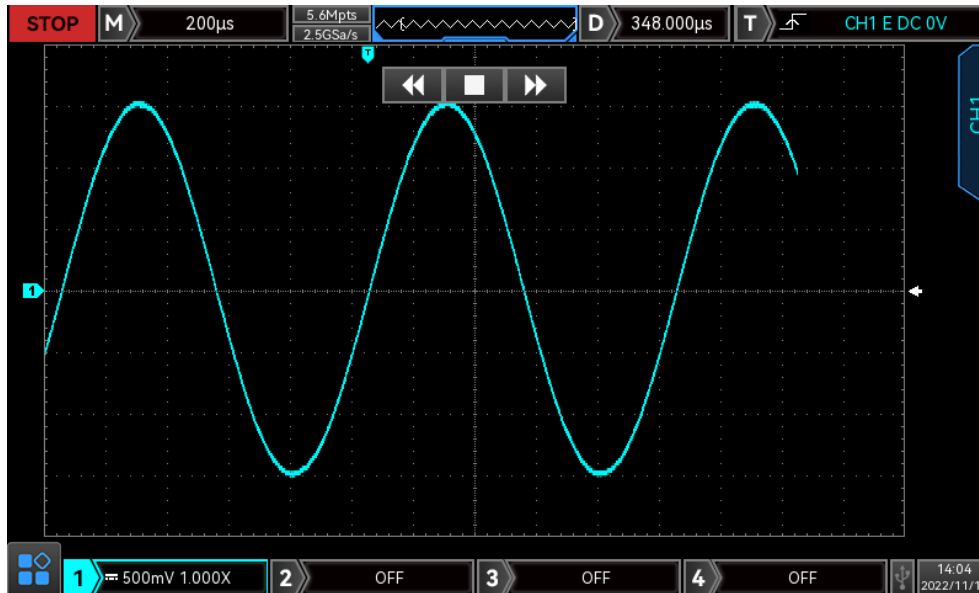 STOP M 200μs 5.6Mpts D 348.000μs T CH1 E DC 0V
2.5GSa/s
T
CH1
1
1 500mV 1.000X 2 OFF 3 OFF 4 OFF 14:04
2022/11/1